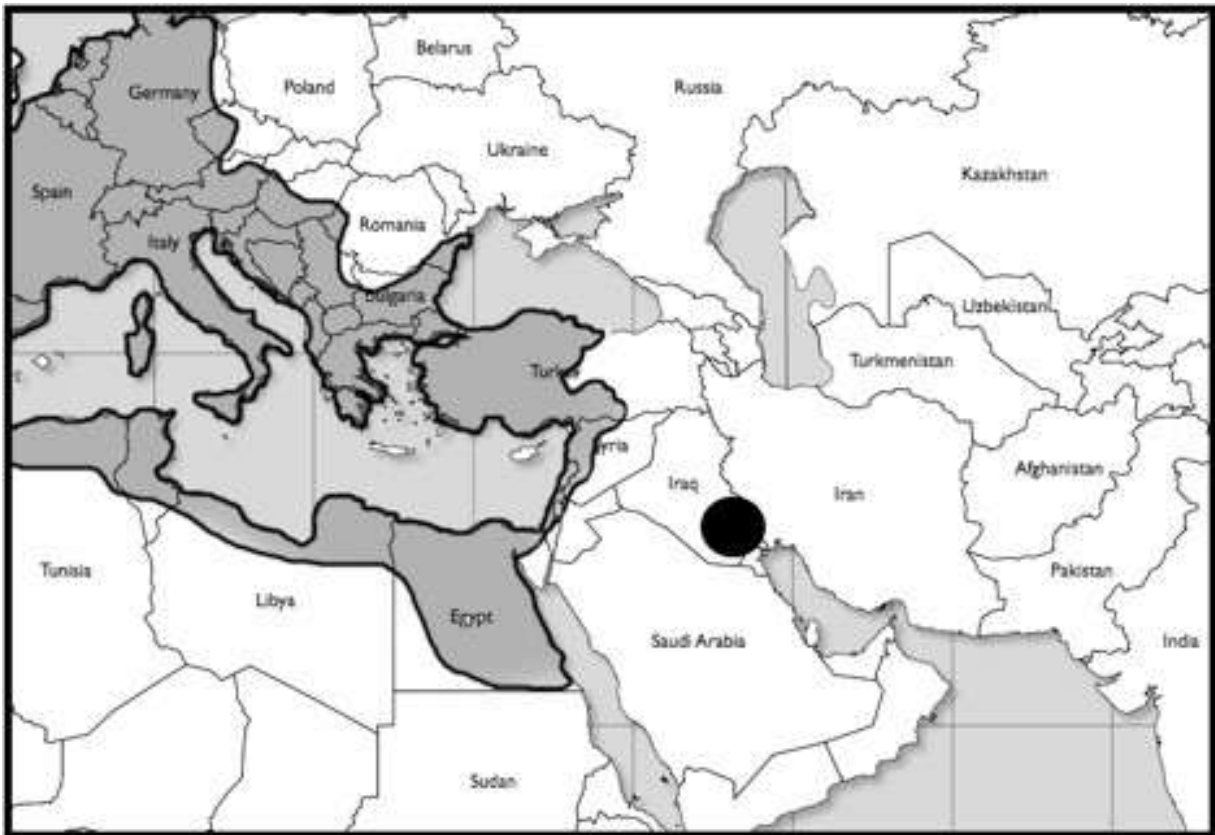 Belarus
Germany
Poland
Russia
Ukraine
Kazakhstan
Spain
Romania
Italy
Bulgaria
Uzbekistan
Turkmenistan
Turkey
Syria
Afghanistan
Iraq
Iran
Tunisia
Pakistan
Libya
Egypt
Saudi Arabia
India
Sudan